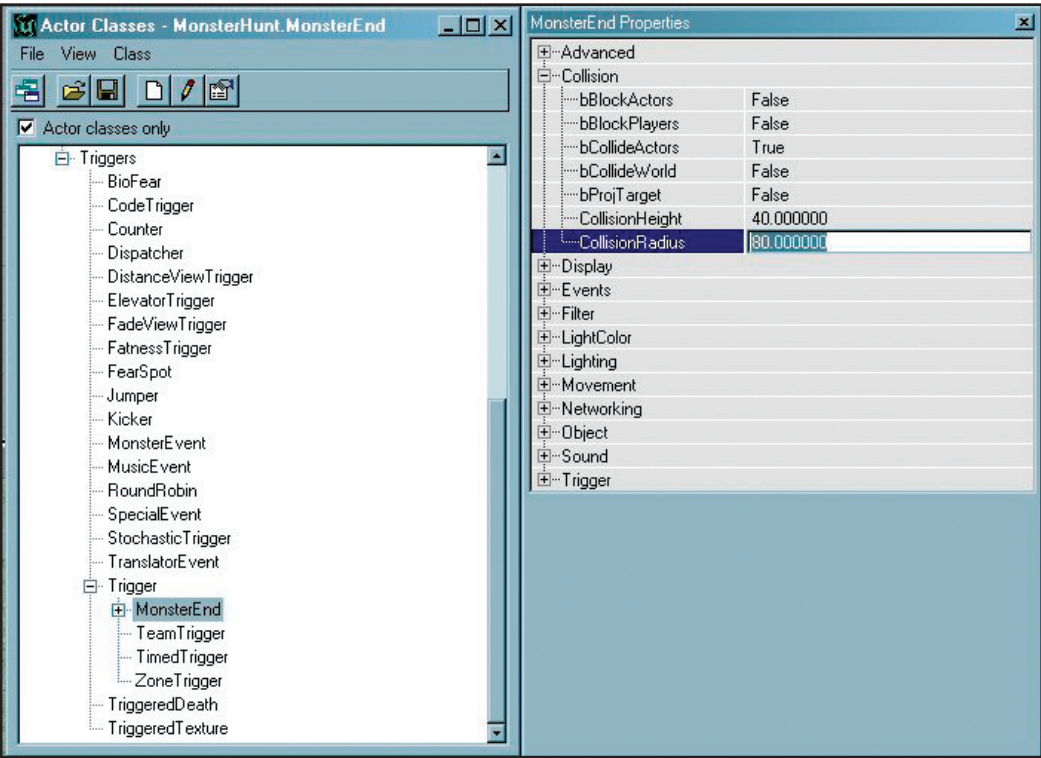 Actor Classes - MonsterHunt.MonsterEnd
File View Class
Actor classes only
Triggers
BioFear
CodeTrigger
Counter
Dispatcher
DistanceViewTrigger
ElevatorTrigger
FadeViewTrigger
FatnessTrigger
FearSpot
Jumper
Kicker
MonsterEvent
MusicEvent
RoundRobin
SpecialEvent
StochasticTrigger
TranslatorEvent
Trigger
MonsterEnd
TeamTrigger
TimedTrigger
ZoneTrigger
TriggeredDeath
TriggeredTexture
MonsterEnd Properties
Advanced
Collision
bBlockActors False
bBlockPlayers False
bCollideActors True
bCollideWorld False
bProjTarget False
CollisionHeight 40.000000
CollisionRadius 80.000000
Display
Events
Filter
LightColor
Lighting
Movement
Networking
Object
Sound
Trigger